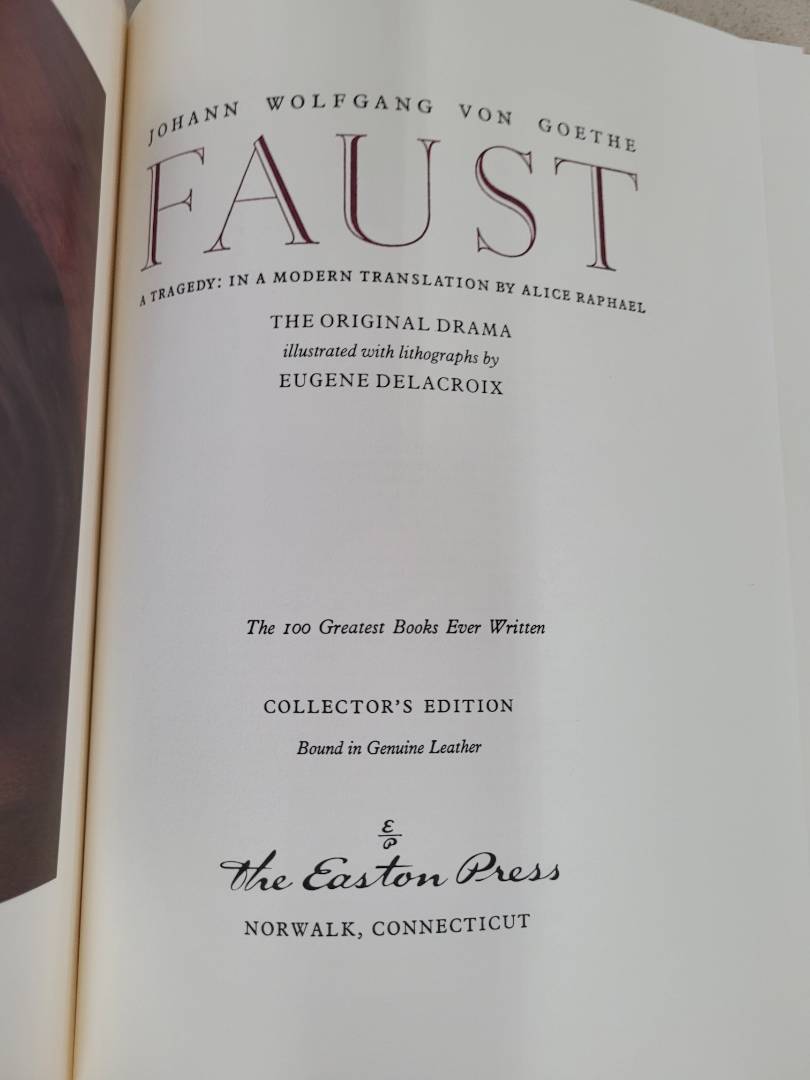 JOHANN WOLFGANG VON GOETHE
FAUST
A TRAGEDY: IN A MODERN TRANSLATION BY ALICE RAPHAEL
THE ORIGINAL DRAMA
illustrated with lithographs by
EUGENE DELACROIX
The 100 Greatest Books Ever Written
COLLECTOR'S EDITION
Bound in Genuine Leather
E
P
The Easton Press
NORWALK, CONNECTICUT